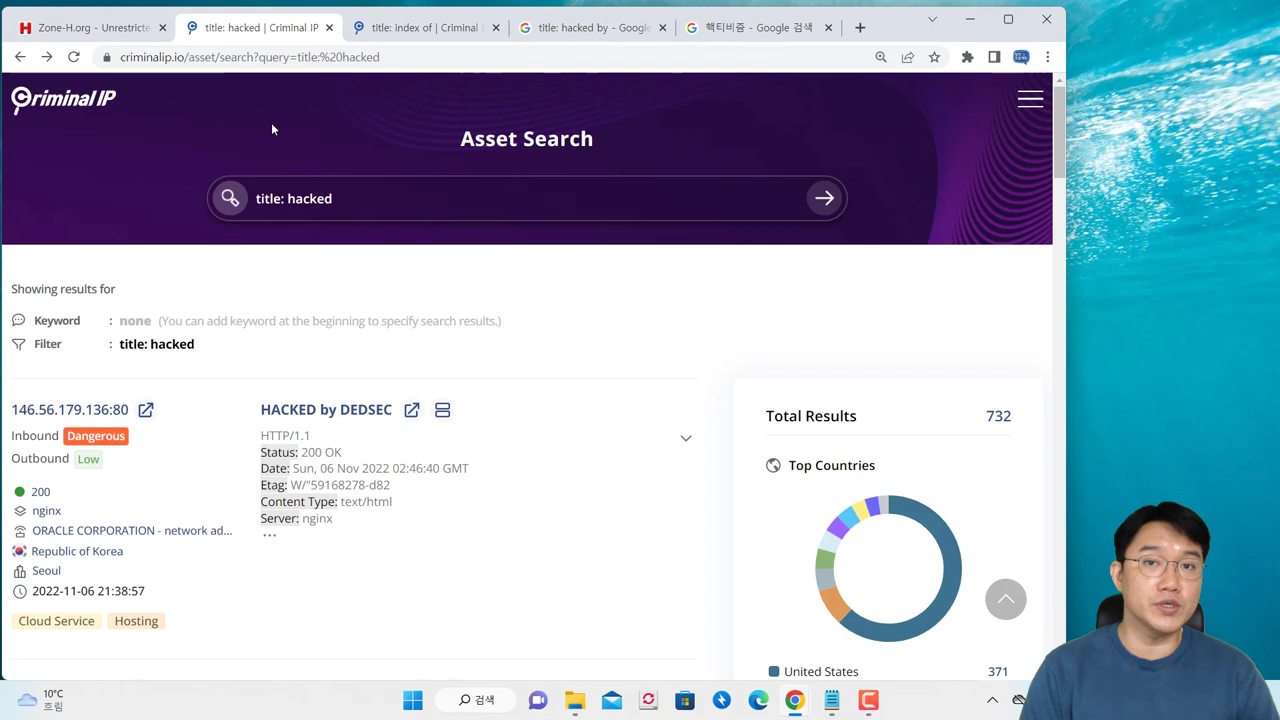 Zone-H.org - Unrestricte
title: hacked | Criminal IP
title: index of | Criminal
title: hacked by - Google
핵티비즘 - Google 검색
criminalip.io/asset/search?query=title:%20hacked
Criminal IP
Asset Search
title: hacked
Showing results for
Keyword : none (You can add keyword at the beginning to specify search results.)
Filter : title: hacked
146.56.179.136:80
Inbound Dangerous
Outbound Low
200
nginx
ORACLE CORPORATION - network ad...
Republic of Korea
Seoul
2022-11-06 21:38:57
Cloud Service Hosting
HACKED by DEDSEC
HTTP/1.1
Status: 200 OK
Date: Sun, 06 Nov 2022 02:46:40 GMT
Etag: W/"59168278-d82
Content Type: text/html
Server: nginx
...
Total Results 732
Top Countries
United States 371
10°C
흐림
검색